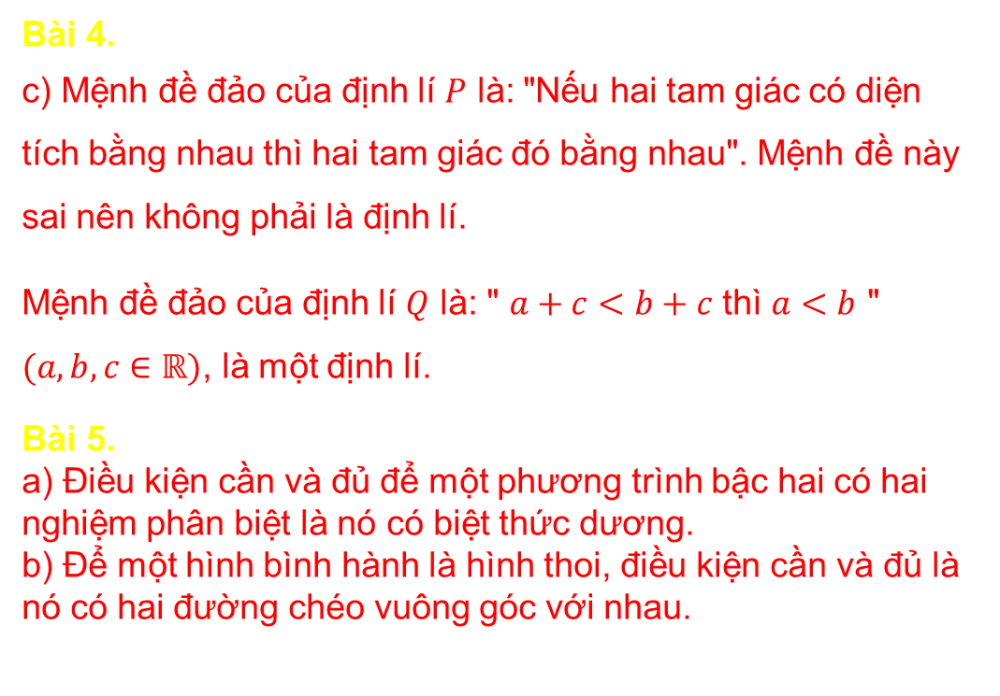 Bài 4.
c) Mệnh đề đảo của định lí P là: "Nếu hai tam giác có diện
tích bằng nhau thì hai tam giác đó bằng nhau". Mệnh đề này
sai nên không phải là định lí.
Mệnh đề đảo của định lí Q là: " a + c < b + c thì a < b "
(a, b, c ∈ ℝ), là một định lí.
Bài 5.
a) Điều kiện cần và đủ để một phương trình bậc hai có hai
nghiệm phân biệt là nó có biệt thức dương.
b) Để một hình bình hành là hình thoi, điều kiện cần và đủ là
nó có hai đường chéo vuông góc với nhau.